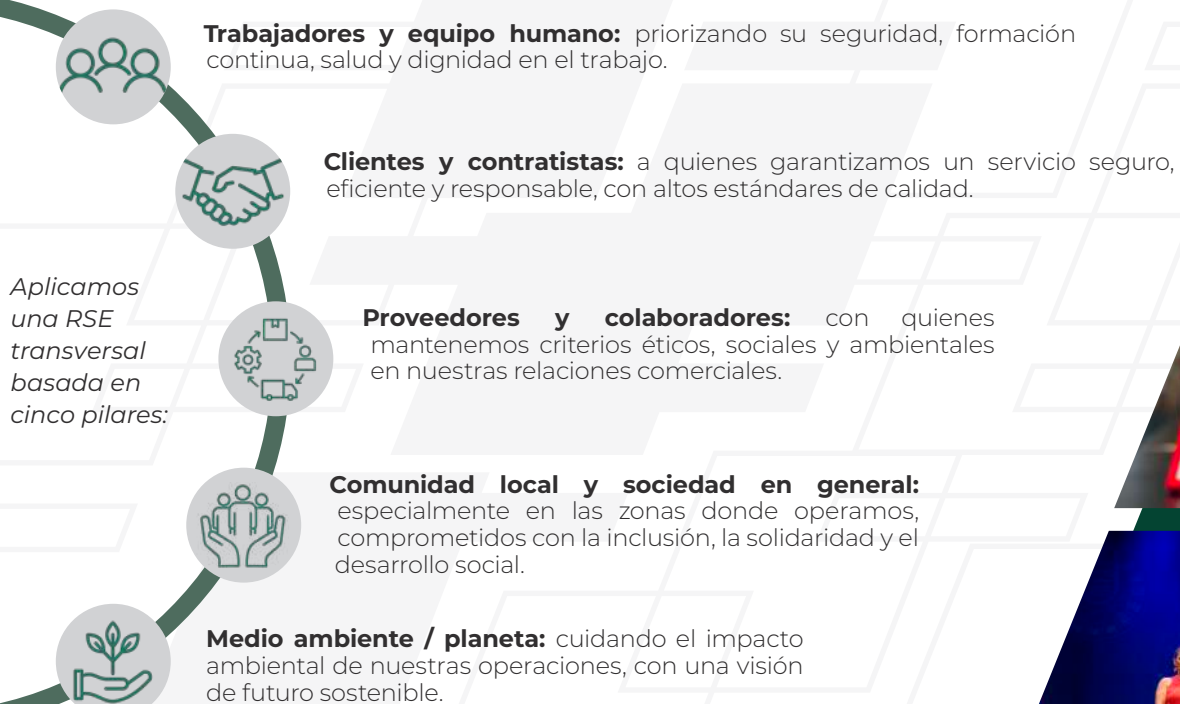 Trabajadores y equipo humano: priorizando su seguridad, formación
continua, salud y dignidad en el trabajo.
Clientes y contratistas: a quienes garantizamos un servicio seguro,
eficiente y responsable, con altos estándares de calidad.
Aplicamos
una RSE
transversal
basada en
cinco pilares:
Proveedores y colaboradores: con quienes
mantenemos criterios éticos, sociales y ambientales
en nuestras relaciones comerciales.
Comunidad local y sociedad en general:
especialmente en las zonas donde operamos,
comprometidos con la inclusión, la solidaridad y el
desarrollo social.
Medio ambiente / planeta: cuidando el impacto
ambiental de nuestras operaciones, con una visión
de futuro sostenible.